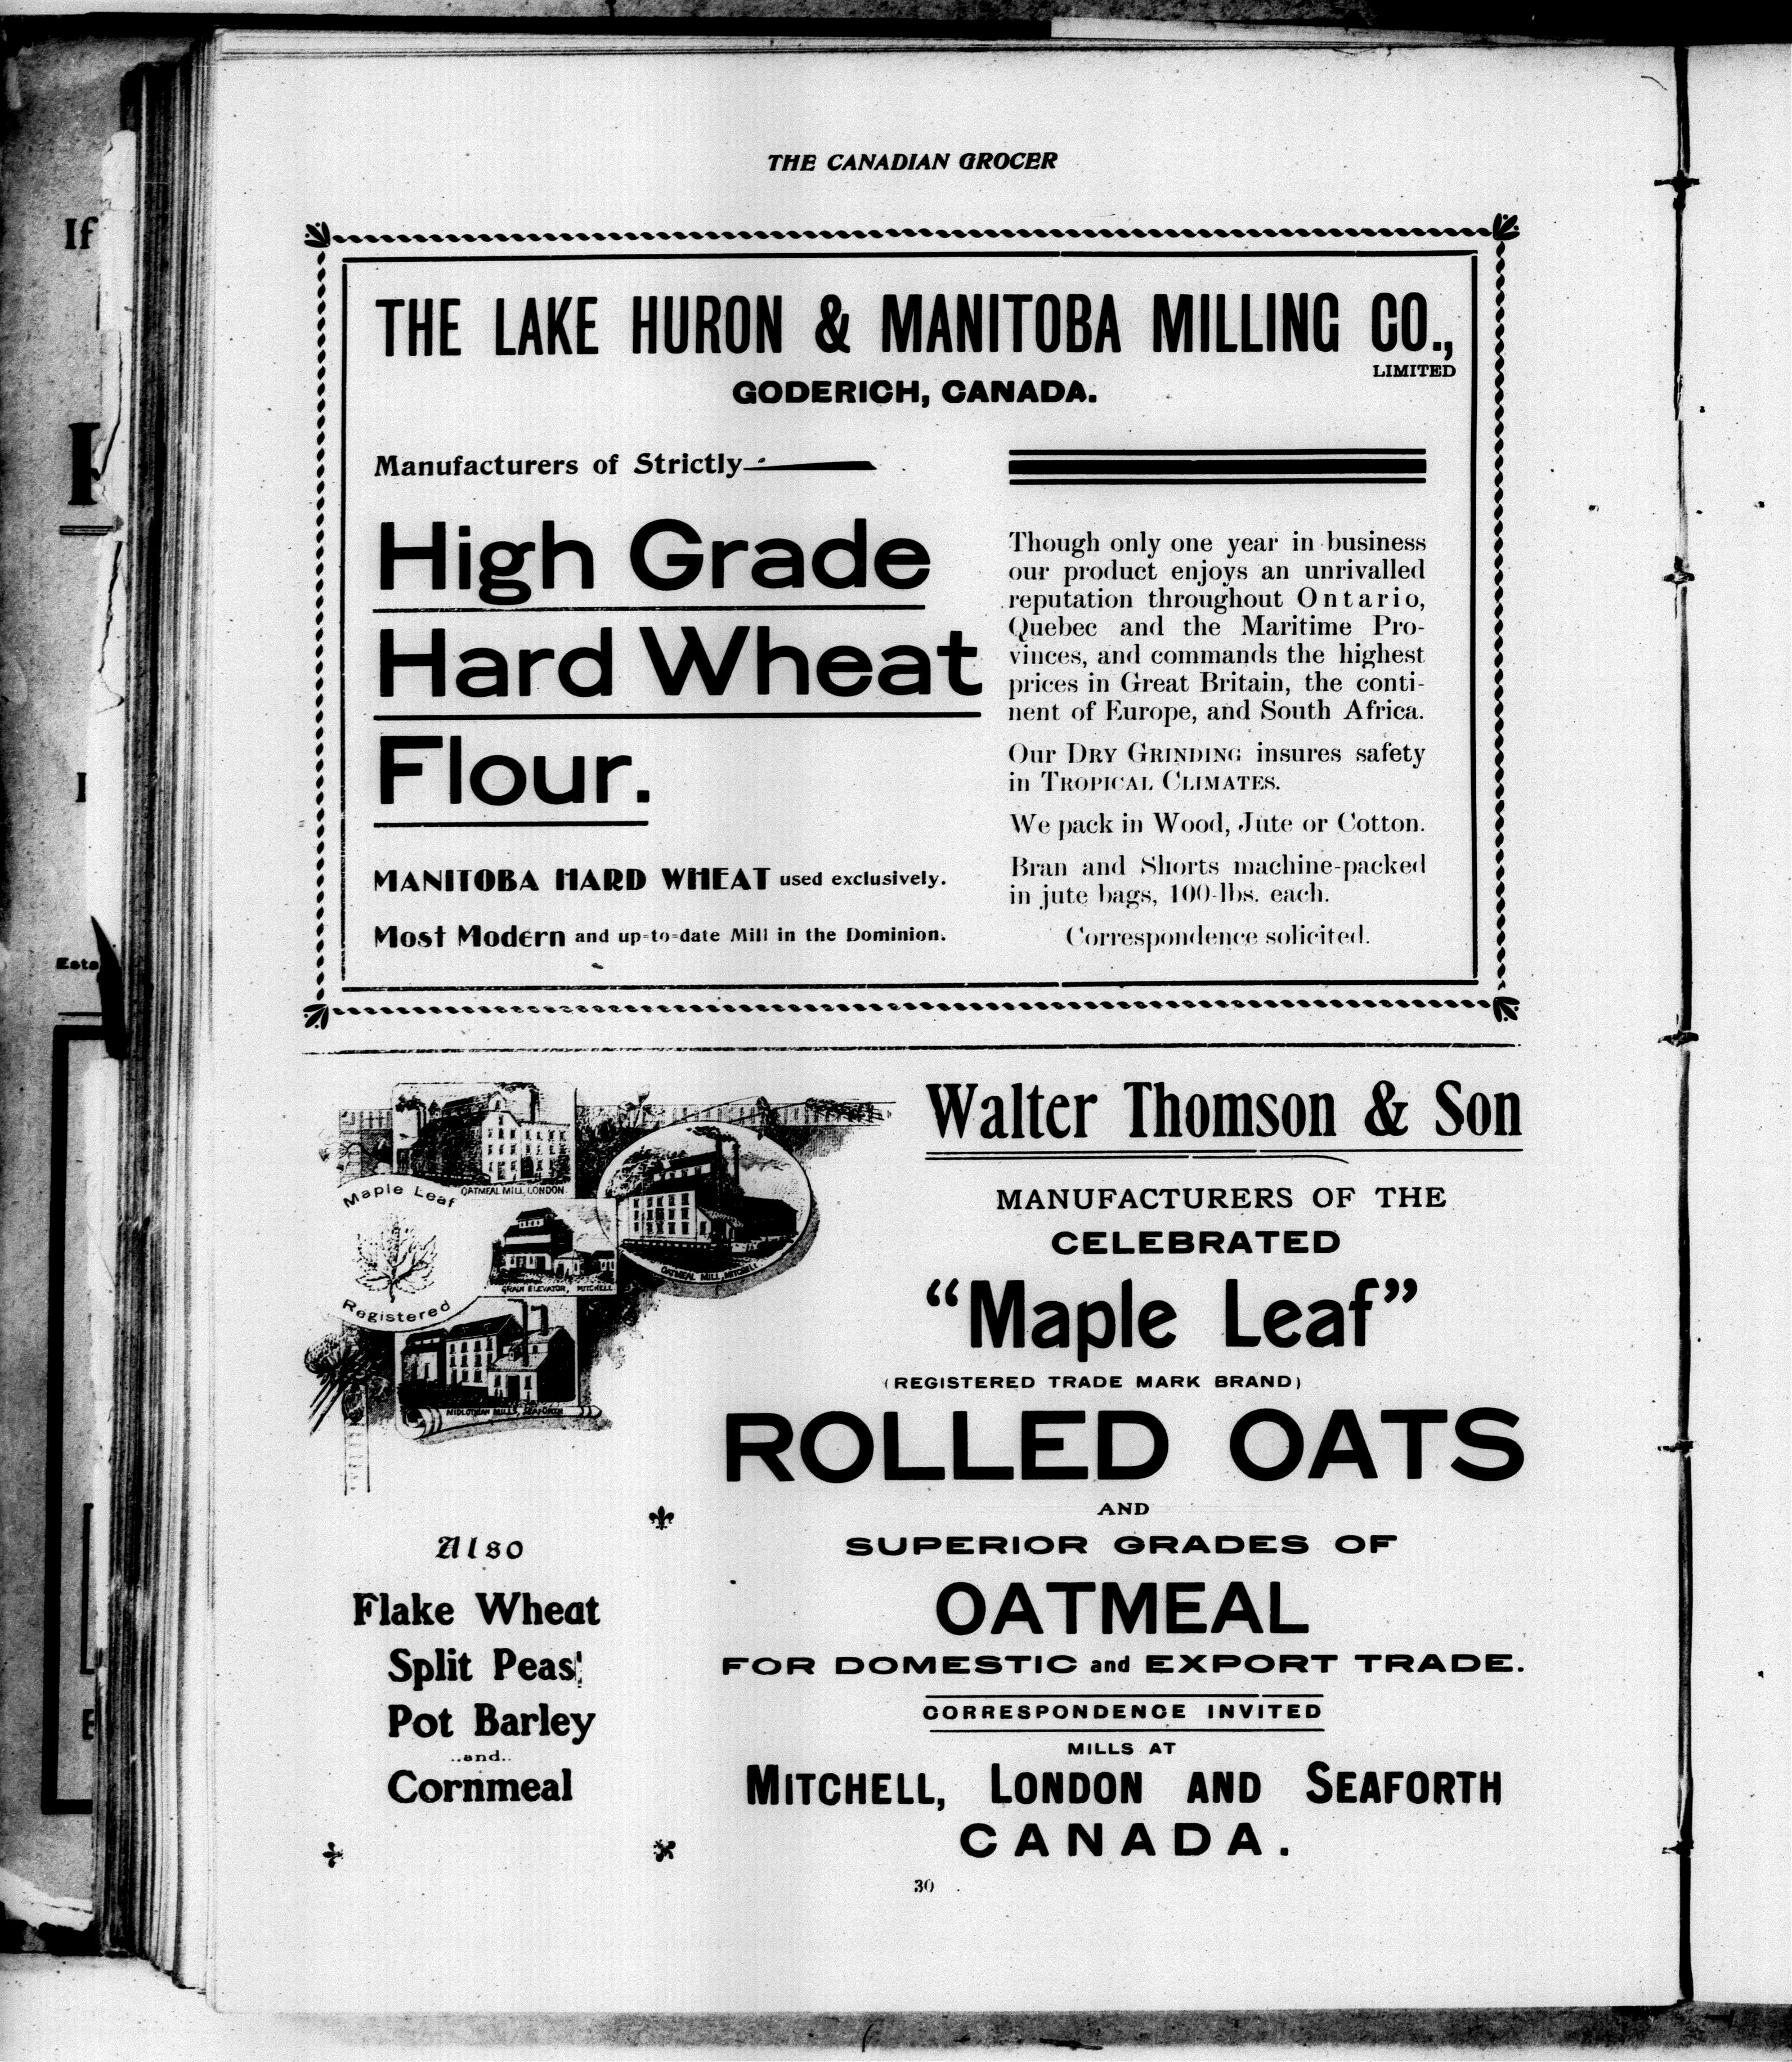 THE CANADIAN GROCER
THE LAKE HURON & MANITOBA MILLING CO.,
LIMITED
GODERICH, CANADA.
Manufacturers of Strictly
High Grade
Hard Wheat
Flour.
MANITOBA HARD WHEAT used exclusively.
Most Modern and up-to-date Mill in the Dominion.
Though only one year in business
our product enjoys an unrivalled
reputation throughout Ontario,
Quebec and the Maritime Pro-
vinces, and commands the highest
prices in Great Britain, the conti-
nent of Europe, and South Africa.
Our DRY GRINDING insures safety
in TROPICAL CLIMATES.
We pack in Wood, Jute or Cotton.
Bran and Shorts machine-packed
in jute bags, 100-lbs. each.
Correspondence solicited.
OATMEAL MILL, LONDON.
Maple Leaf
Registered
GRAIN ELEVATOR, MITCHELL
OATMEAL MILL, MITCHELL
MIDLOTHIAN MILLS, SEAFORTH
Also
Flake Wheat
Split Peas
Pot Barley
..and..
Cornmeal
Walter Thomson & Son
MANUFACTURERS OF THE
CELEBRATED
“Maple Leaf”
(REGISTERED TRADE MARK BRAND)
ROLLED OATS
AND
SUPERIOR GRADES OF
OATMEAL
FOR DOMESTIC and EXPORT TRADE.
CORRESPONDENCE INVITED
MILLS AT
MITCHELL, LONDON AND SEAFORTH
CANADA.
30
If
Esta